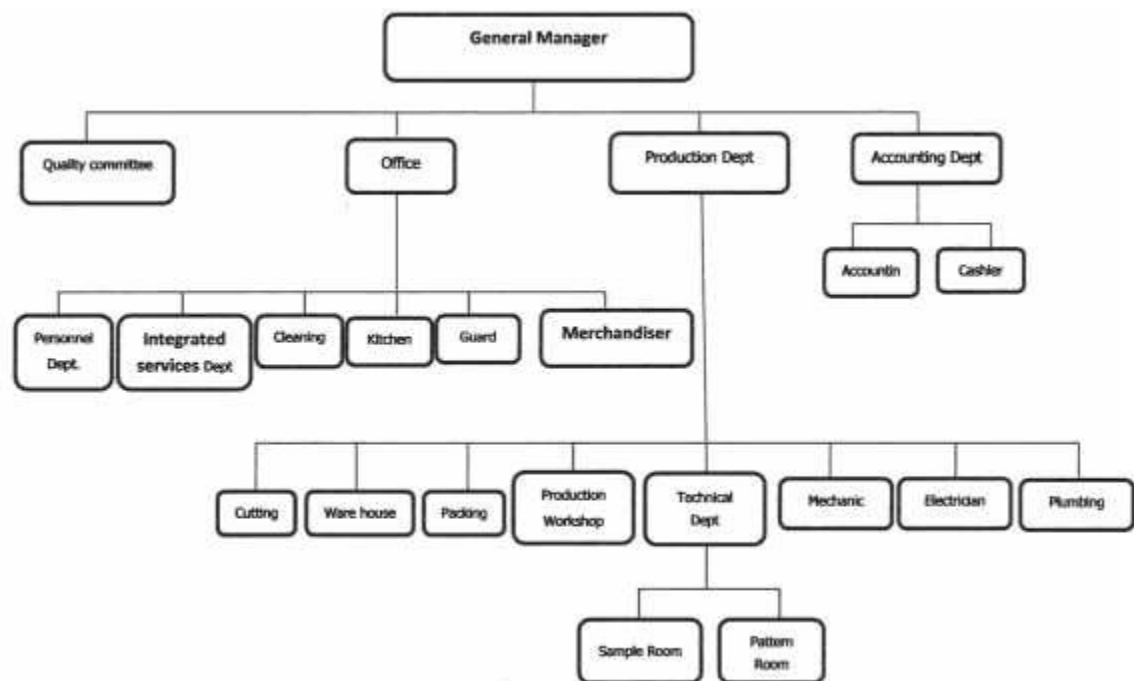 General Manager
Quality committee
Office
Production Dept
Accounting Dept
Accountin
Cashier
Personnel
Dept.
Integrated
services Dept
Cleaning
Kitchen
Guard
Merchandiser
Cutting
Ware house
Packing
Production
Workshop
Technical
Dept
Mechanic
Electrician
Plumbing
Sample Room
Pattern
Room